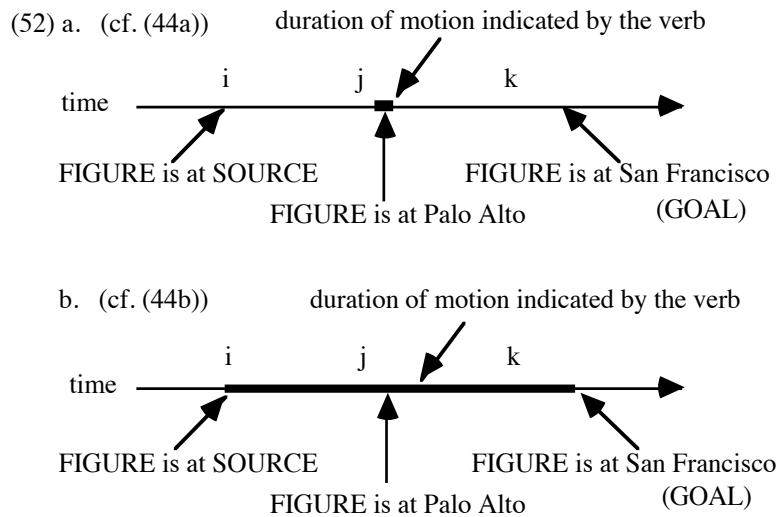 (52) a. (cf. (44a)) duration of motion indicated by the verb
i j k
time
FIGURE is at SOURCE FIGURE is at San Francisco
FIGURE is at Palo Alto (GOAL)
b. (cf. (44b)) duration of motion indicated by the verb
i j k
time
FIGURE is at SOURCE FIGURE is at San Francisco
FIGURE is at Palo Alto (GOAL)